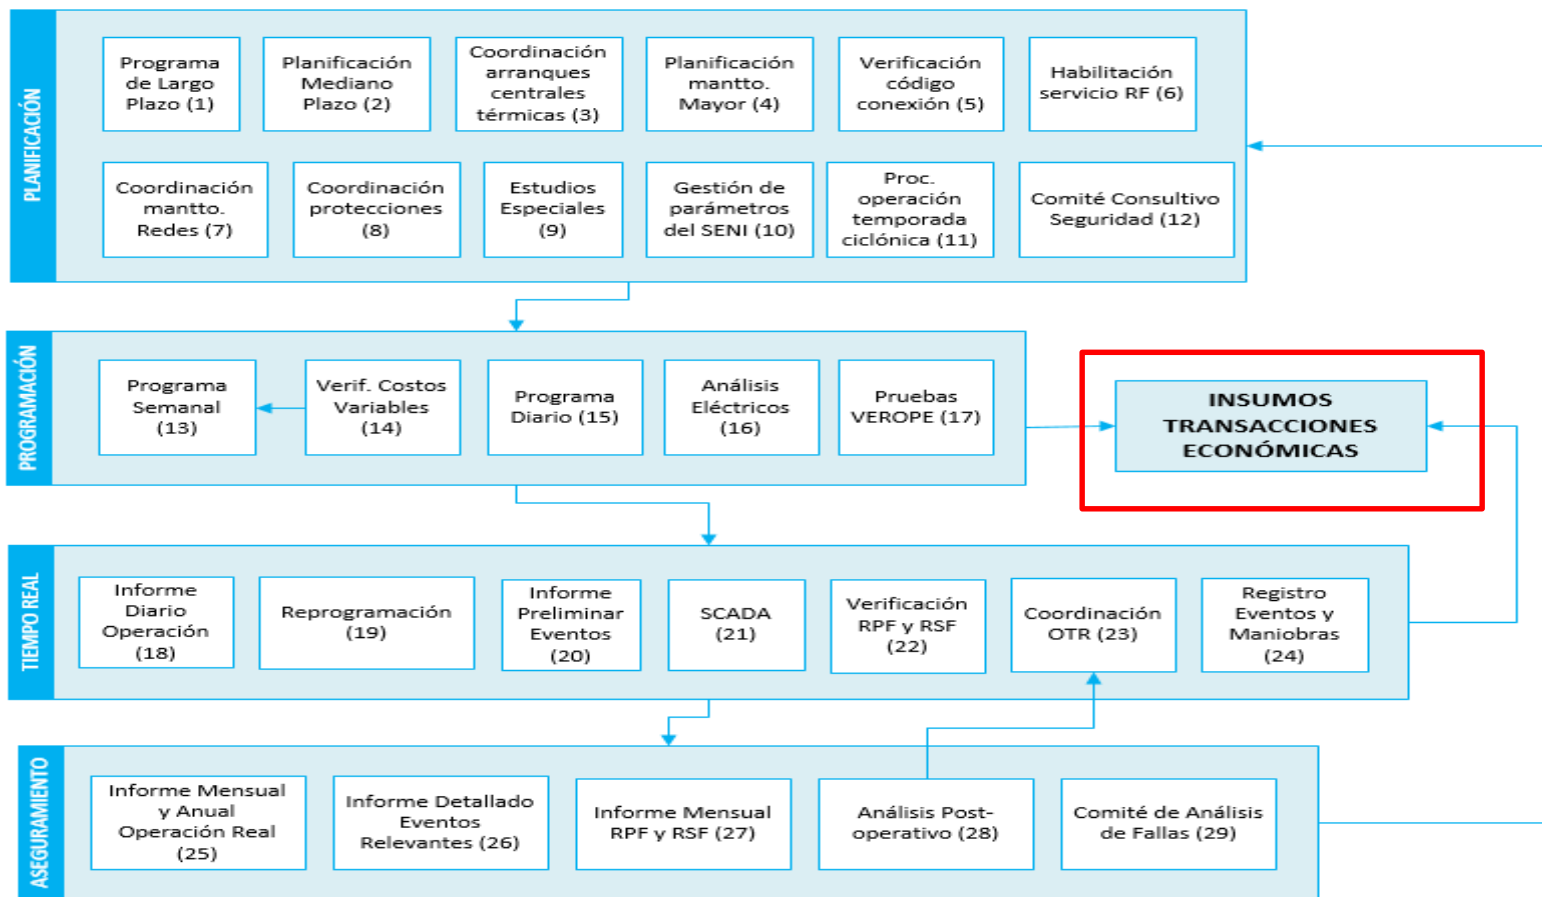 PLANIFICACIÓN
Programa
de Largo
Plazo (1)
Planificación
Mediano
Plazo (2)
Coordinación
arranques
centrales
térmicas (3)
Planificación
mantto.
Mayor (4)
Verificación
código
conexión (5)
Habilitación
servicio RF (6)
Coordinación
mantto.
Redes (7)
Coordinación
protecciones
(8)
Estudios
Especiales
(9)
Gestión de
parámetros
del SENI (10)
Proc.
operación
temporada
ciclónica (11)
Comité Consultivo
Seguridad (12)
PROGRAMACIÓN
Programa
Semanal
(13)
Verif. Costos
Variables
(14)
Programa
Diario (15)
Análisis
Eléctricos
(16)
Pruebas
VEROPE (17)
INSUMOS
TRANSACCIONES
ECONÓMICAS
TIEMPO REAL
Informe
Diario
Operación
(18)
Reprogramación
(19)
Informe
Preliminar
Eventos
(20)
SCADA
(21)
Verificación
RPF y RSF
(22)
Coordinación
OTR (23)
Registro
Eventos y
Maniobras
(24)
ASEGURAMIENTO
Informe Mensual
y Anual
Operación Real
(25)
Informe Detallado
Eventos
Relevantes (26)
Informe Mensual
RPF y RSF (27)
Análisis Post-
operativo (28)
Comité de Análisis
de Fallas (29)